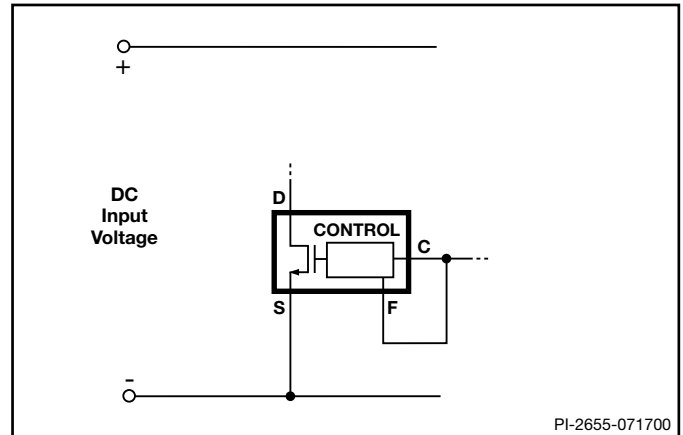 +
DC
Input
Voltage
D
CONTROL
C
S
F
-
PI-2655-071700